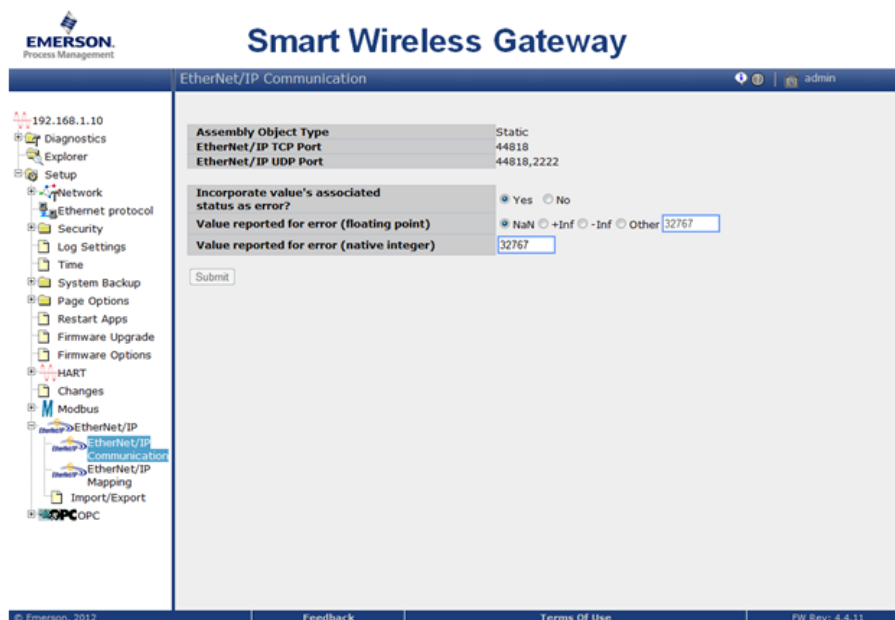 EMERSON.
Process Management
Smart Wireless Gateway
EtherNet/IP Communication
admin
192.168.1.10
Diagnostics
Explorer
Setup
Network
Ethernet protocol
Security
Log Settings
Time
System Backup
Page Options
Restart Apps
Firmware Upgrade
Firmware Options
HART
Changes
Modbus
EtherNet/IP
EtherNet/IP
Communication
EtherNet/IP
Mapping
Import/Export
OPC OPC
Assembly Object Type Static
EtherNet/IP TCP Port 44818
EtherNet/IP UDP Port 44818,2222
Incorporate value's associated
status as error? Yes No
Value reported for error (floating point) NaN +Inf -Inf Other 32767
Value reported for error (native integer) 32767
Submit
© Emerson, 2012 Feedback Terms Of Use FW Rev: 4.4.11